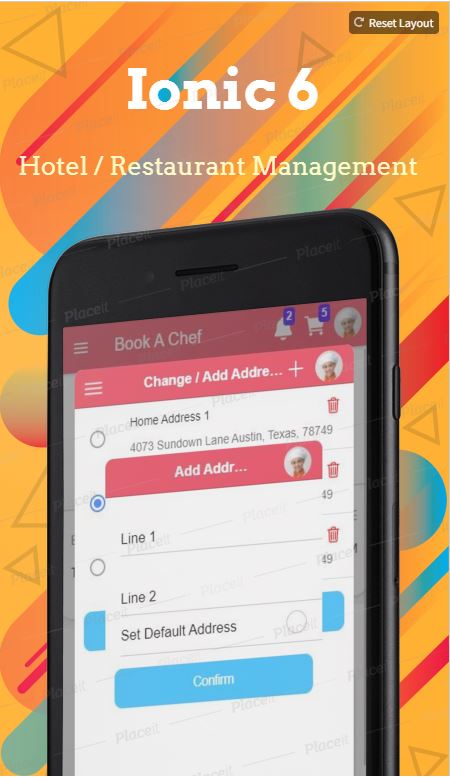 Reset Layout
Ionic 6
Hotel / Restaurant Management
Book A Chef
2
5
Change / Add Addre... +
Home Address 1
4073 Sundown Lane Austin, Texas, 78749
Add Addr...
49
Line 1
49
Line 2
Set Default Address
Confirm
Placeit